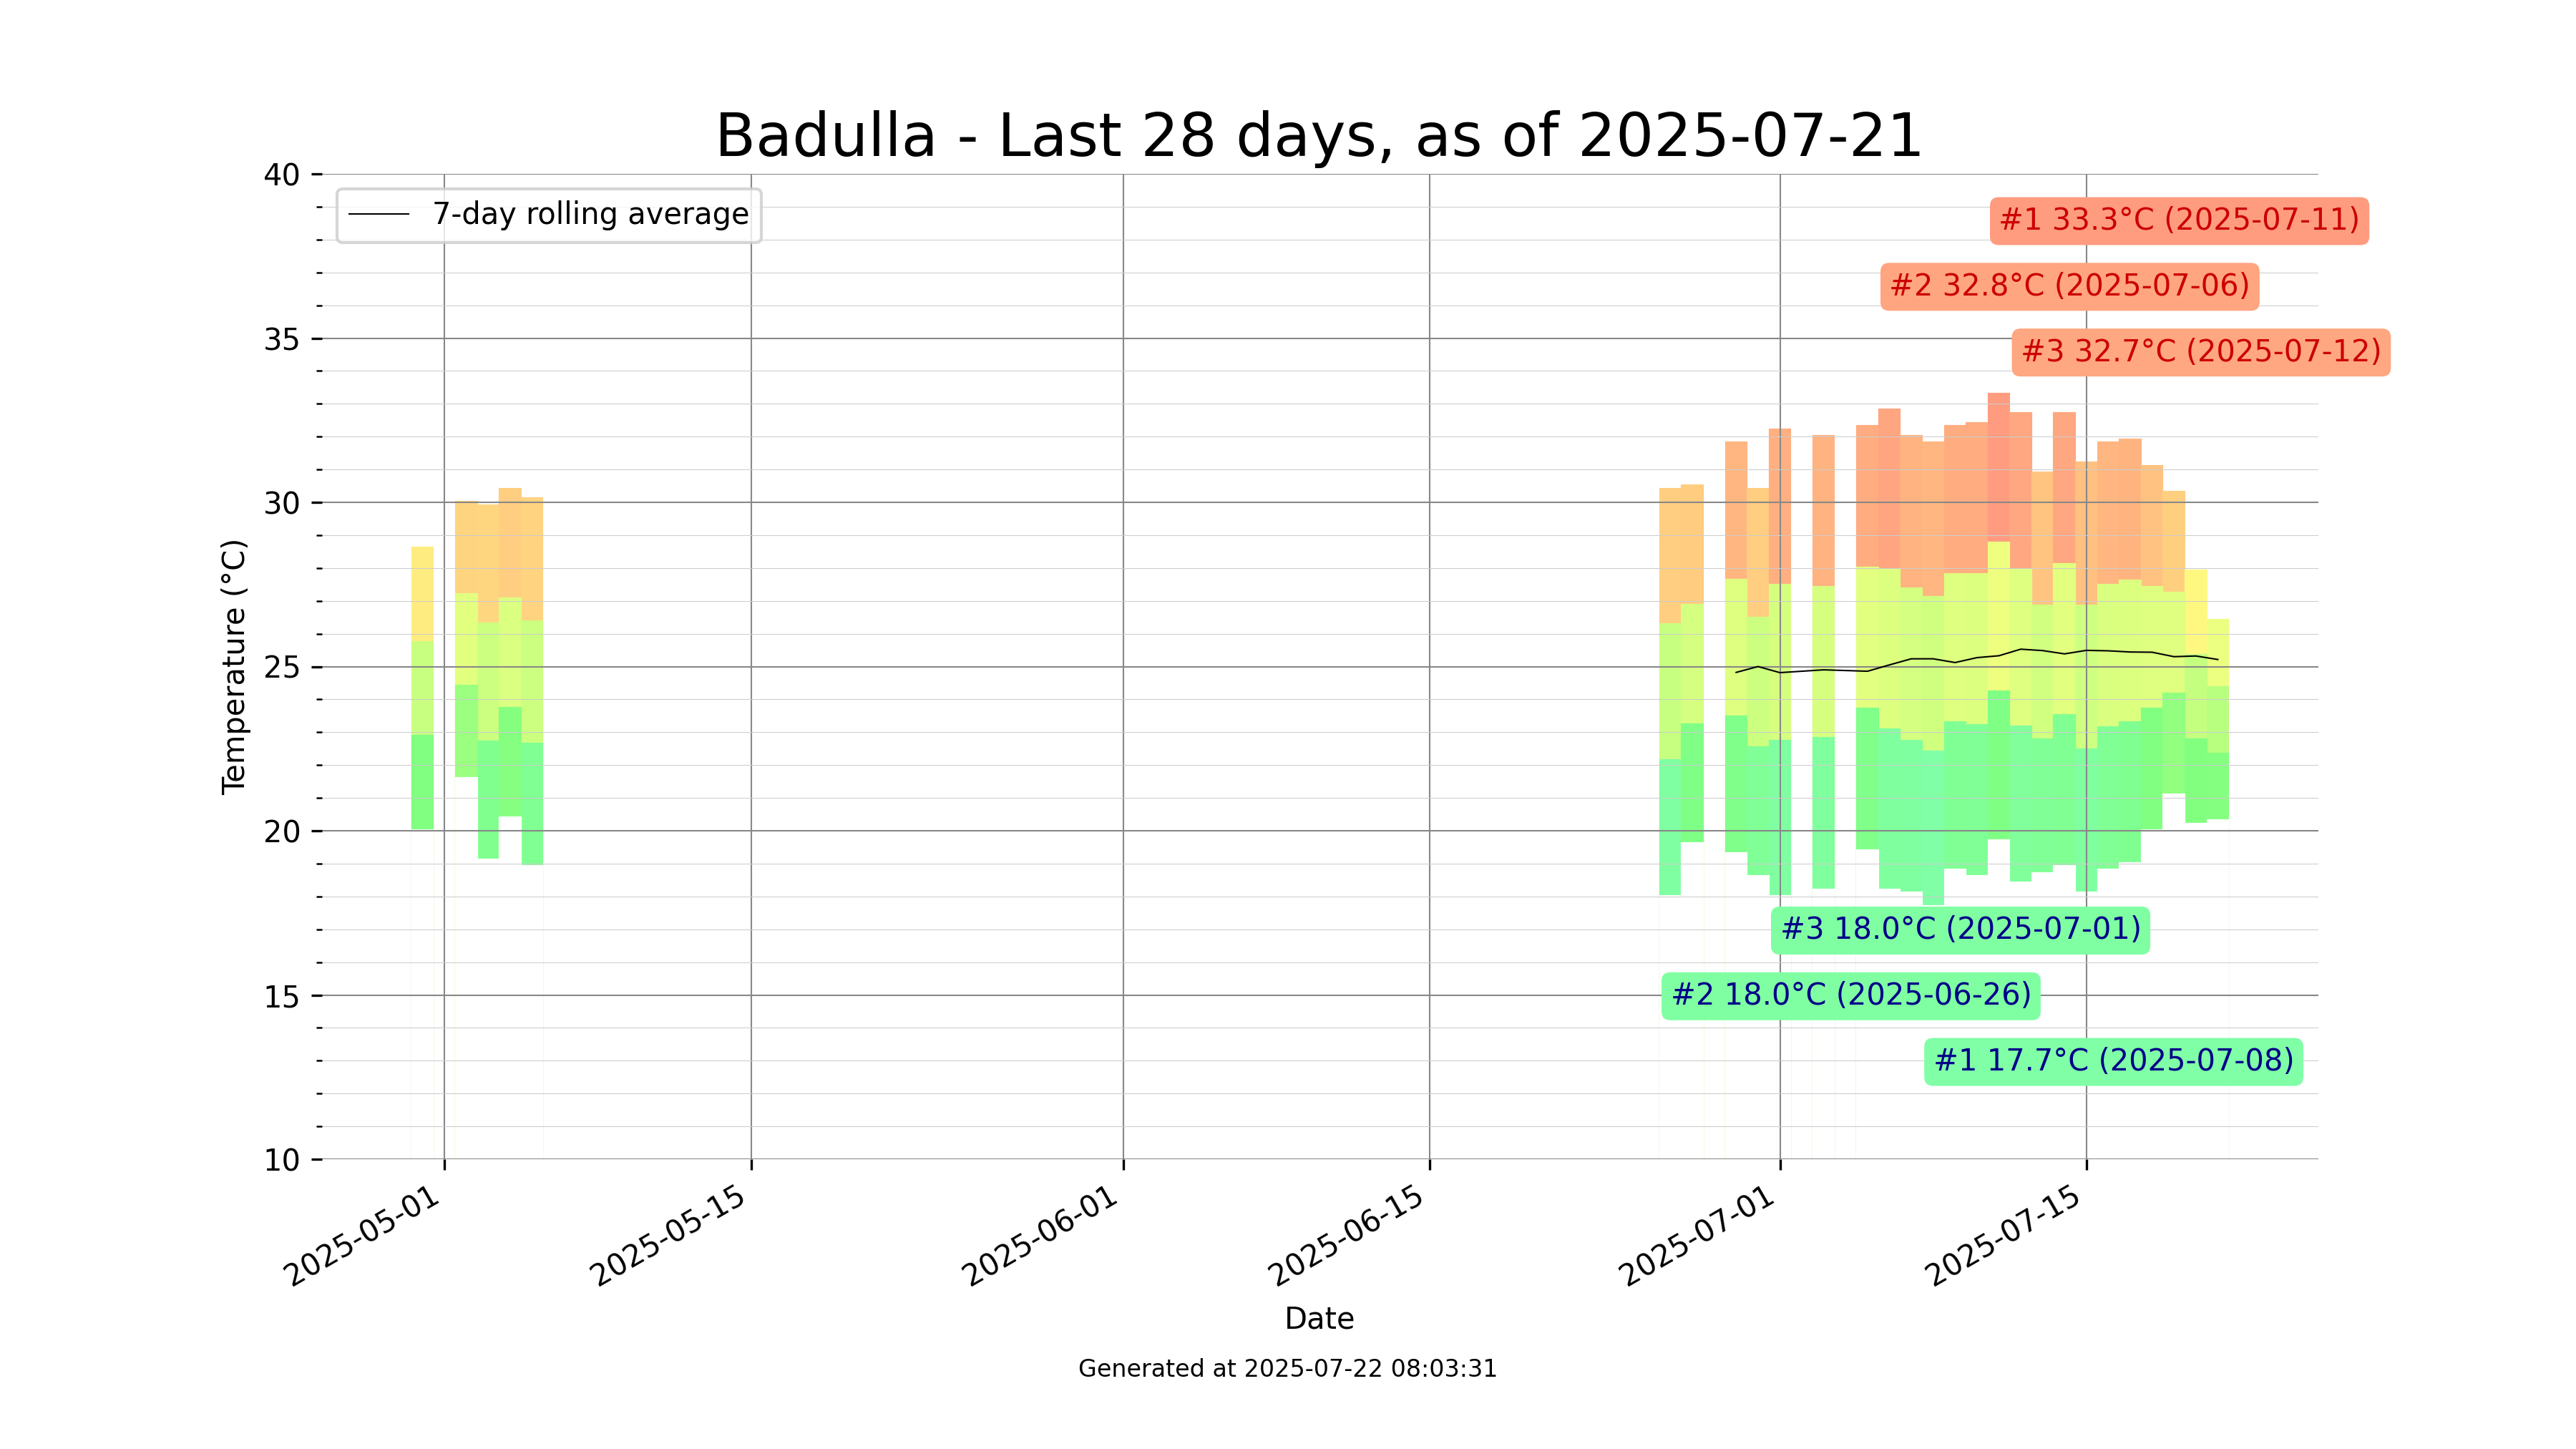 Badulla - Last 28 days, as of 2025-07-21
7-day rolling average
#1 33.3°C (2025-07-11)
#2 32.8°C (2025-07-06)
#3 32.7°C (2025-07-12)
#3 18.0°C (2025-07-01)
#2 18.0°C (2025-06-26)
#1 17.7°C (2025-07-08)
Temperature (°C)
40
35
30
25
20
15
10
2025-05-01
2025-05-15
2025-06-01
2025-06-15
2025-07-01
2025-07-15
Date
Generated at 2025-07-22 08:03:31